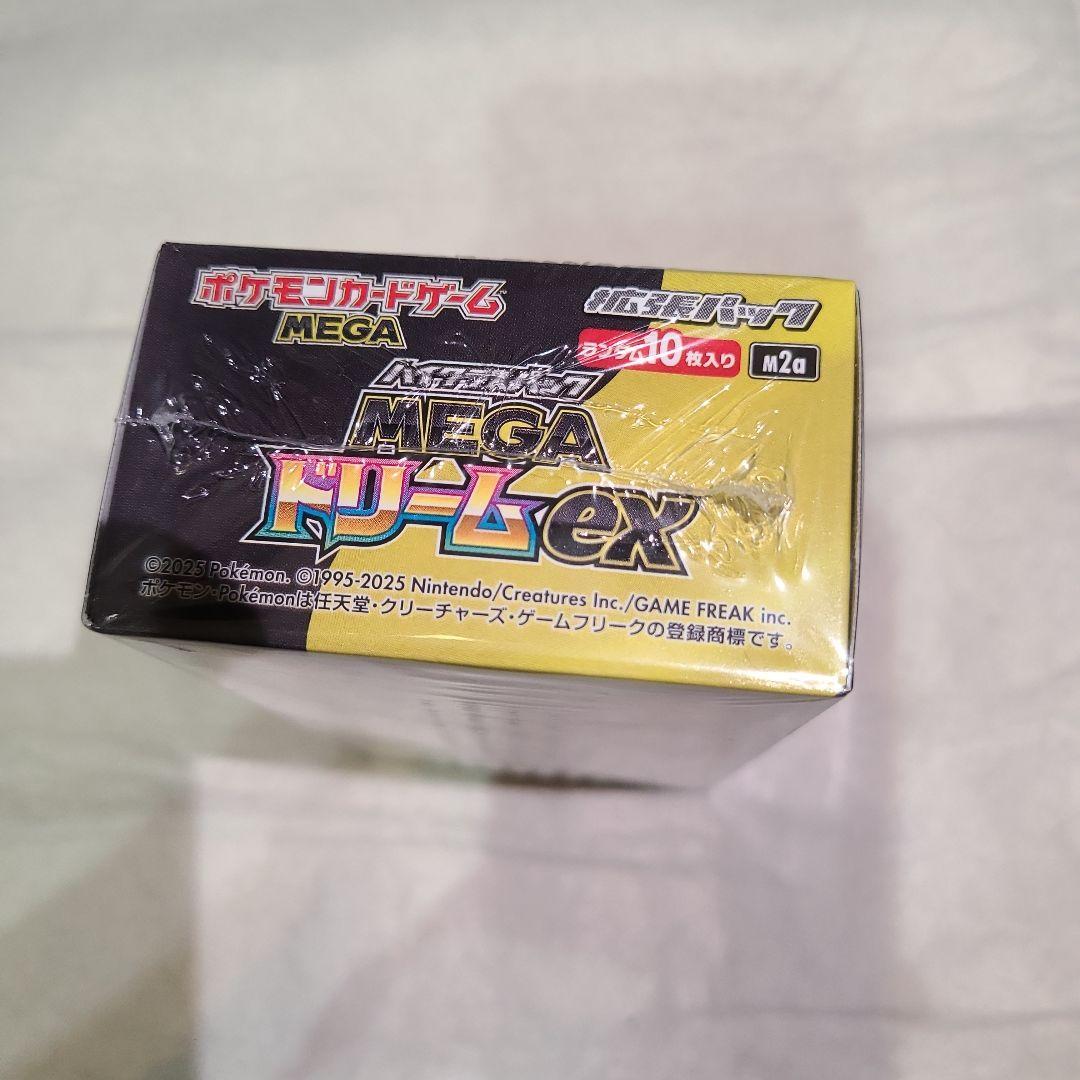 ポケモンカードゲーム
MEGA
拡張パック
ランダム10枚入り
M2a
ハイクラスパック
MEGA
ドリームex
©2025 Pokémon. ©1995-2025 Nintendo/Creatures Inc./GAME FREAK inc.
ポケモン・Pokémonは任天堂・クリーチャーズ・ゲームフリークの登録商標です。